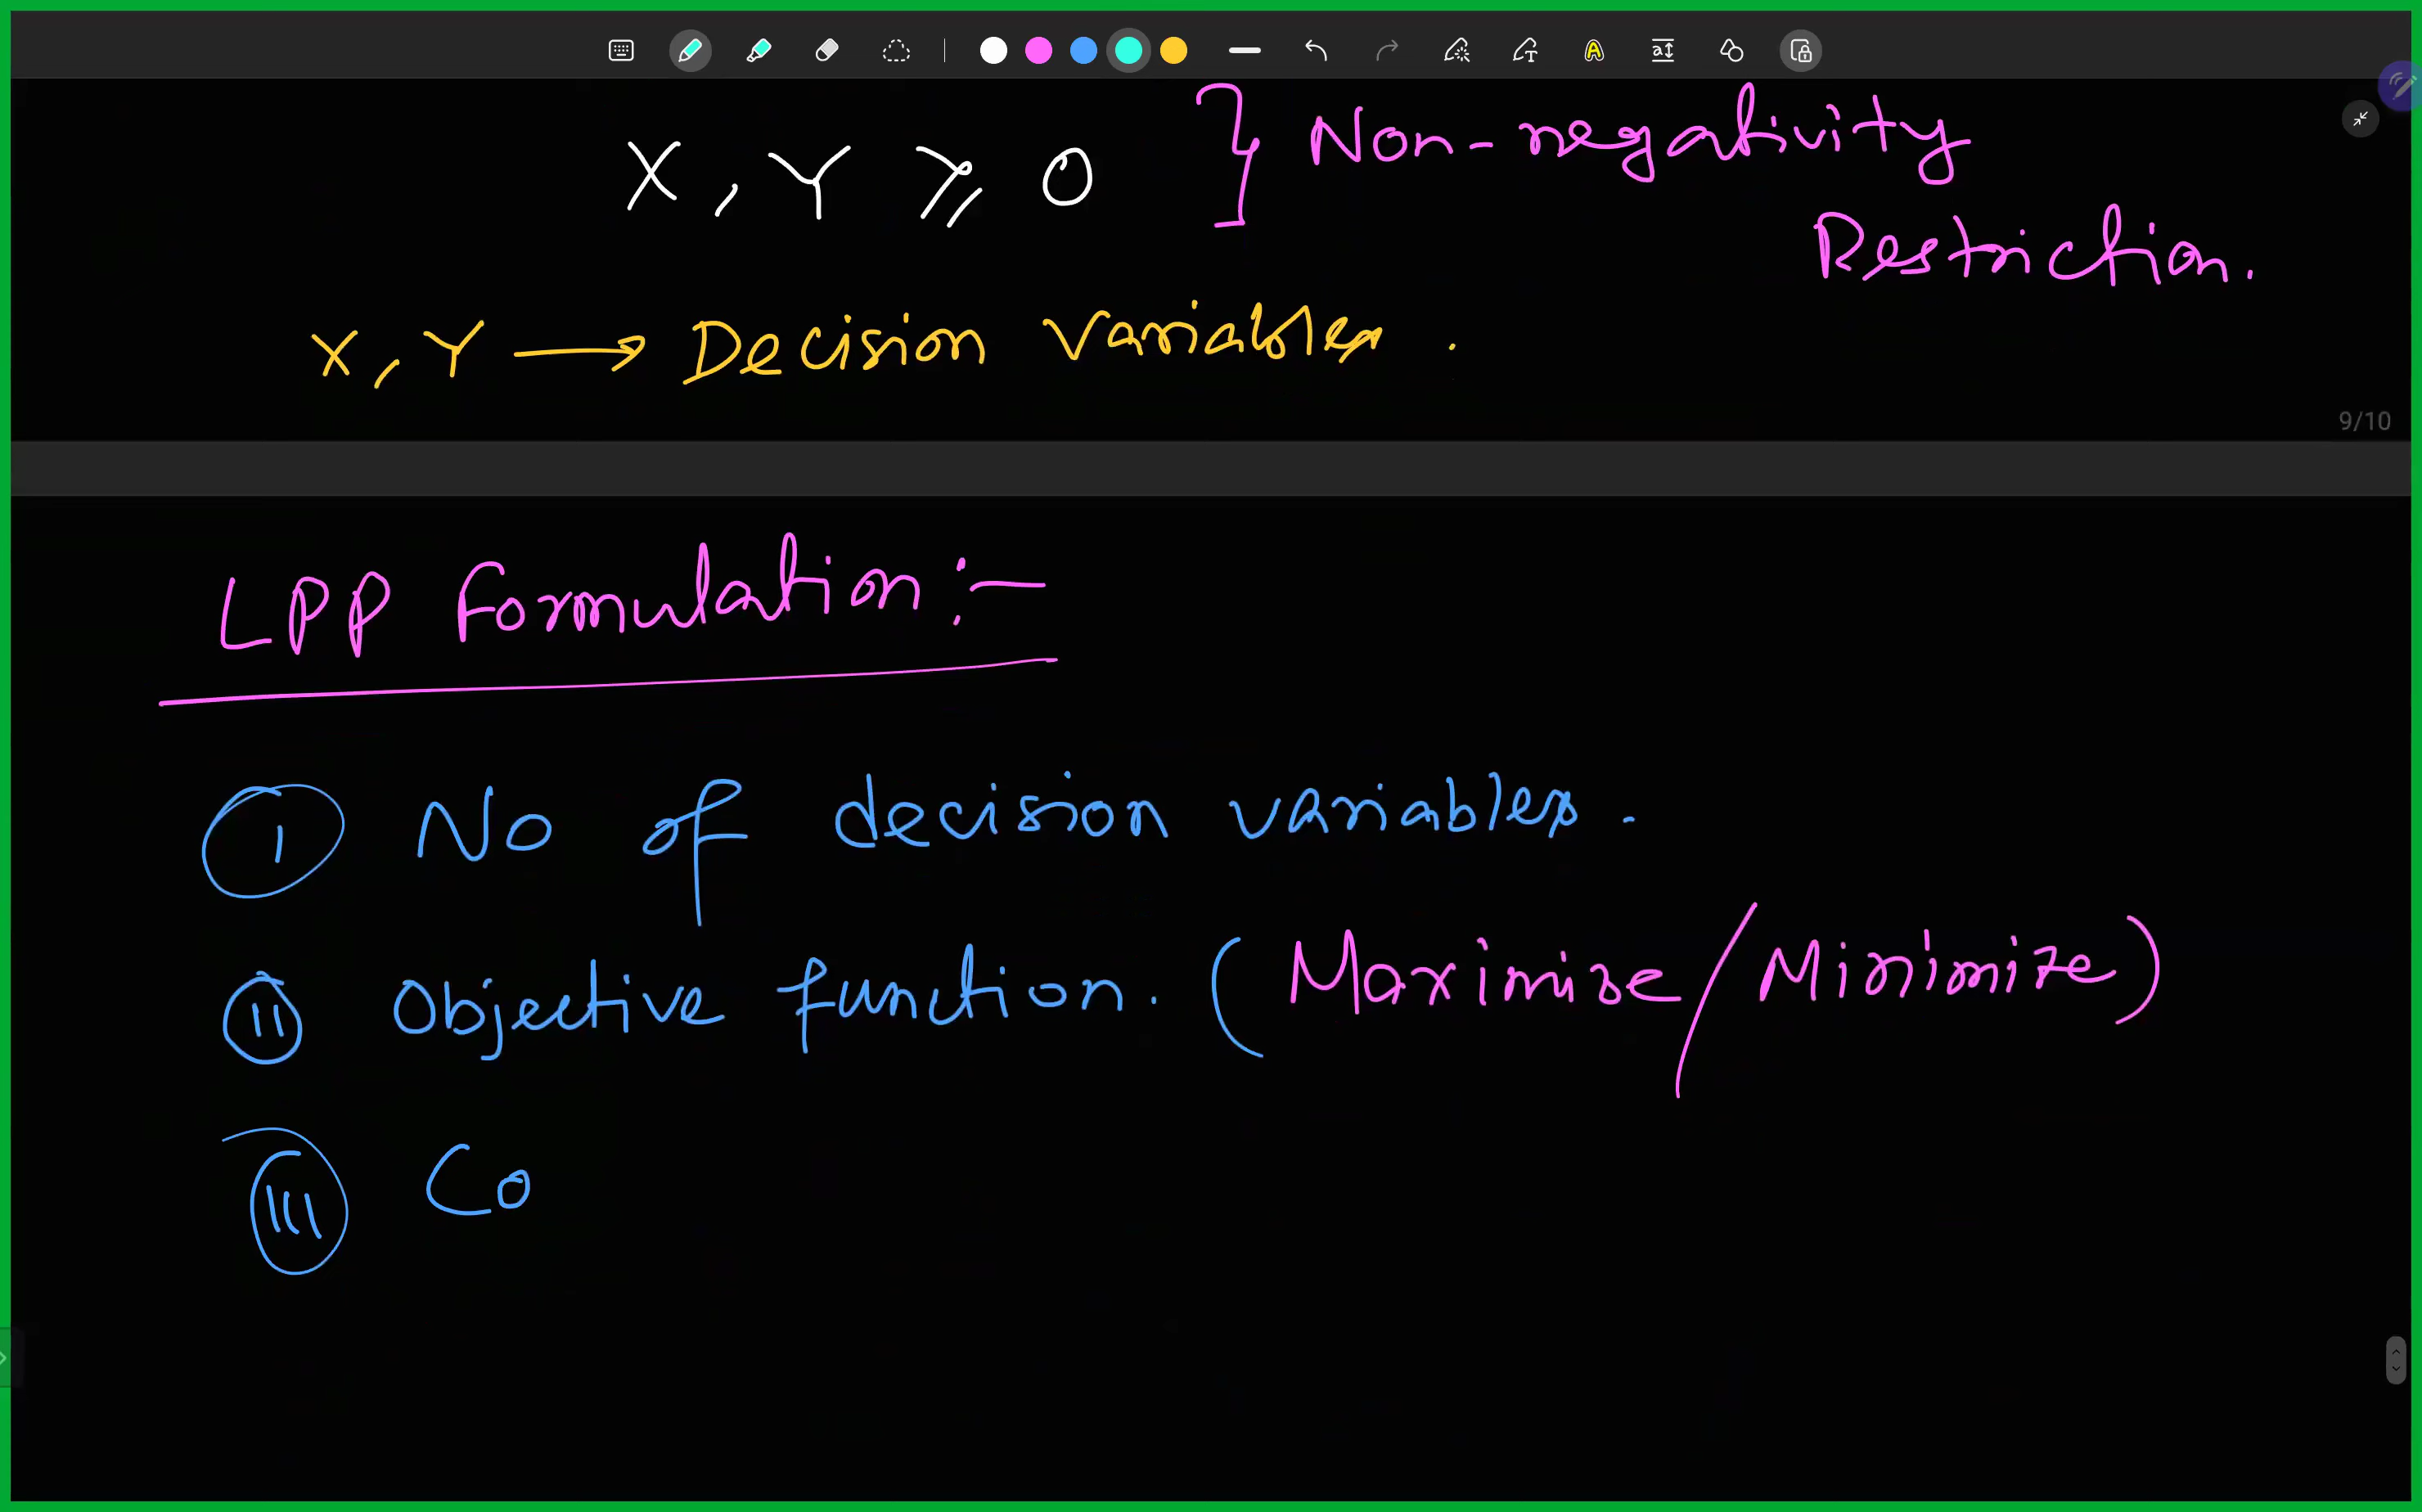 X, Y ⩾ 0 } Non-negativity
Restriction.
X, Y → Decision Variables.
9/10
LPP Formulation:-
I No of decision variables.
II Objective function. (Maximize/Minimize)
III Co